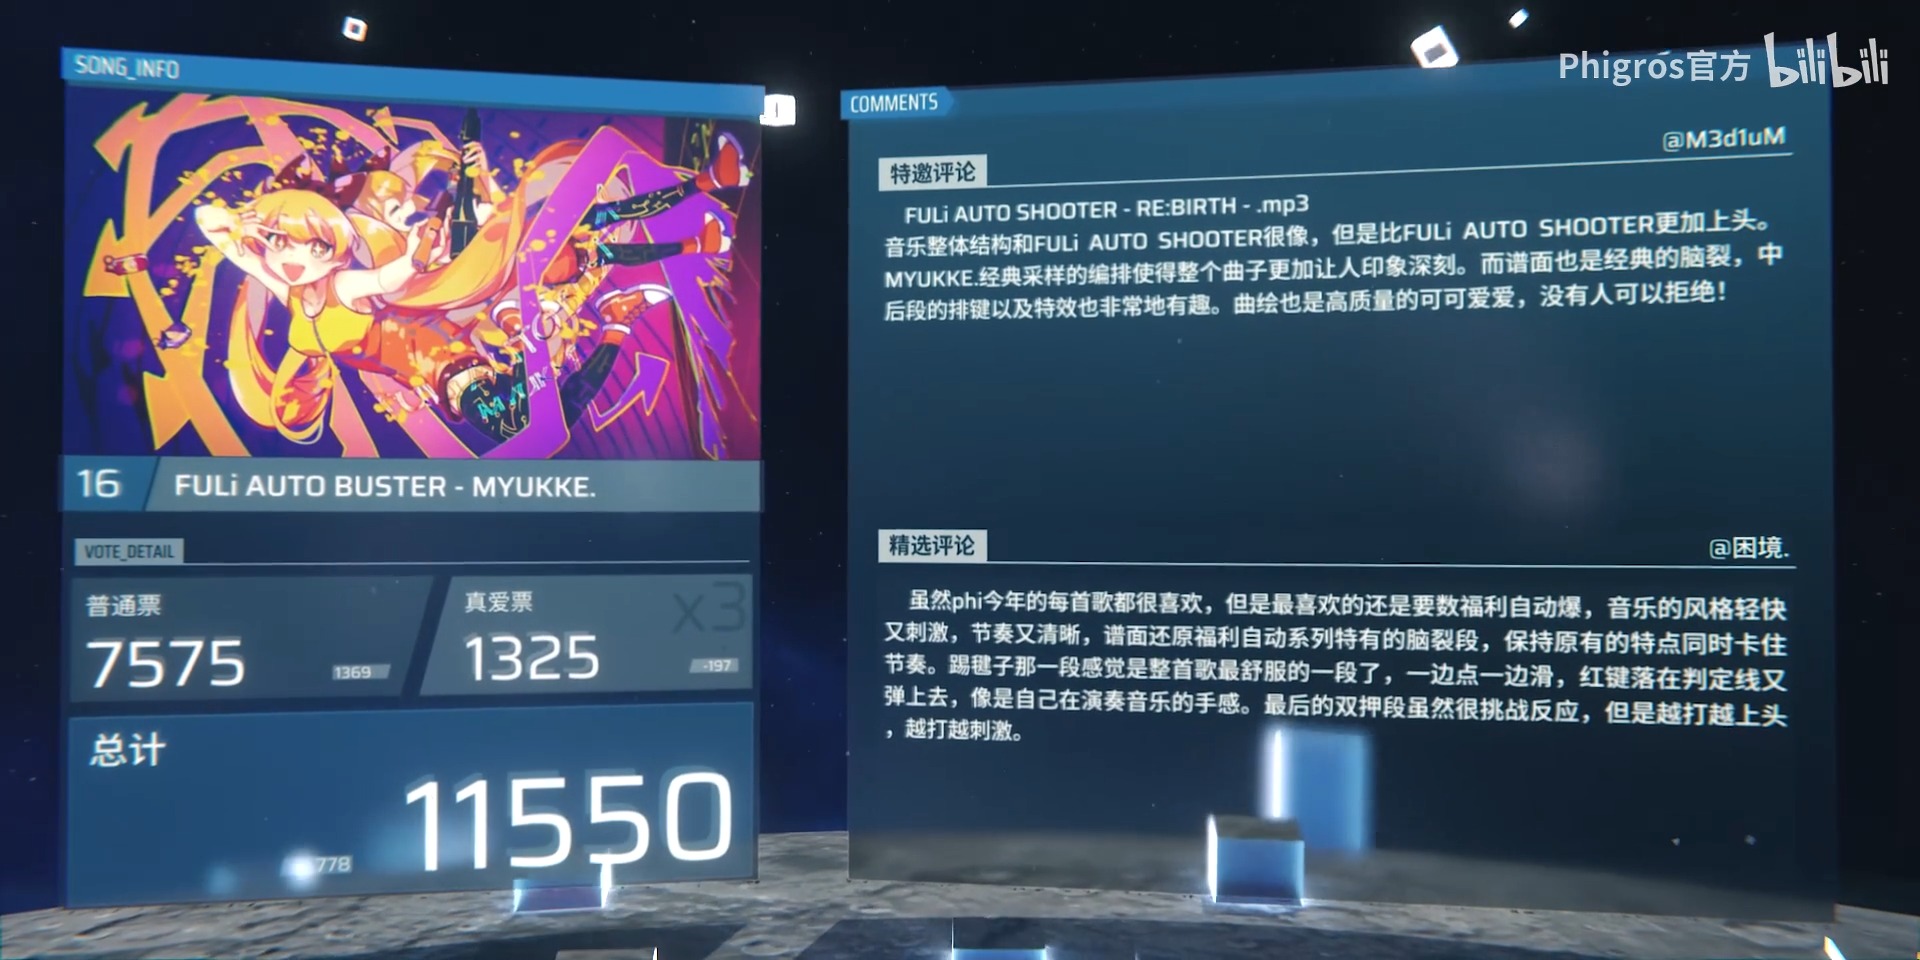 Phigros官方 bilibili
SONG_INFO
16
FULi AUTO BUSTER - MYUKKE.
VOTE_DETAIL
普通票
7575
1369
真爱票
x3
1325
-197
总计
11550
778
COMMENTS
@M3d1uM
特邀评论
FULi AUTO SHOOTER - RE:BIRTH - .mp3
音乐整体结构和FULi AUTO SHOOTER很像，但是比FULi AUTO SHOOTER更加上头。
MYUKKE.经典采样的编排使得整个曲子更加让人印象深刻。而谱面也是经典的脑裂，中
后段的排键以及特效也非常地有趣。曲绘也是高质量的可可爱爱，没有人可以拒绝！
精选评论
@困境.
虽然phi今年的每首歌都很喜欢，但是最喜欢的还是要数福利自动爆，音乐的风格轻快
又刺激，节奏又清晰，谱面还原福利自动系列特有的脑裂段，保持原有的特点同时卡住
节奏。踢毽子那一段感觉是整首歌最舒服的一段了，一边点一边滑，红键落在判定线又
弹上去，像是自己在演奏音乐的手感。最后的双押段虽然很挑战反应，但是越打越上头
，越打越刺激。